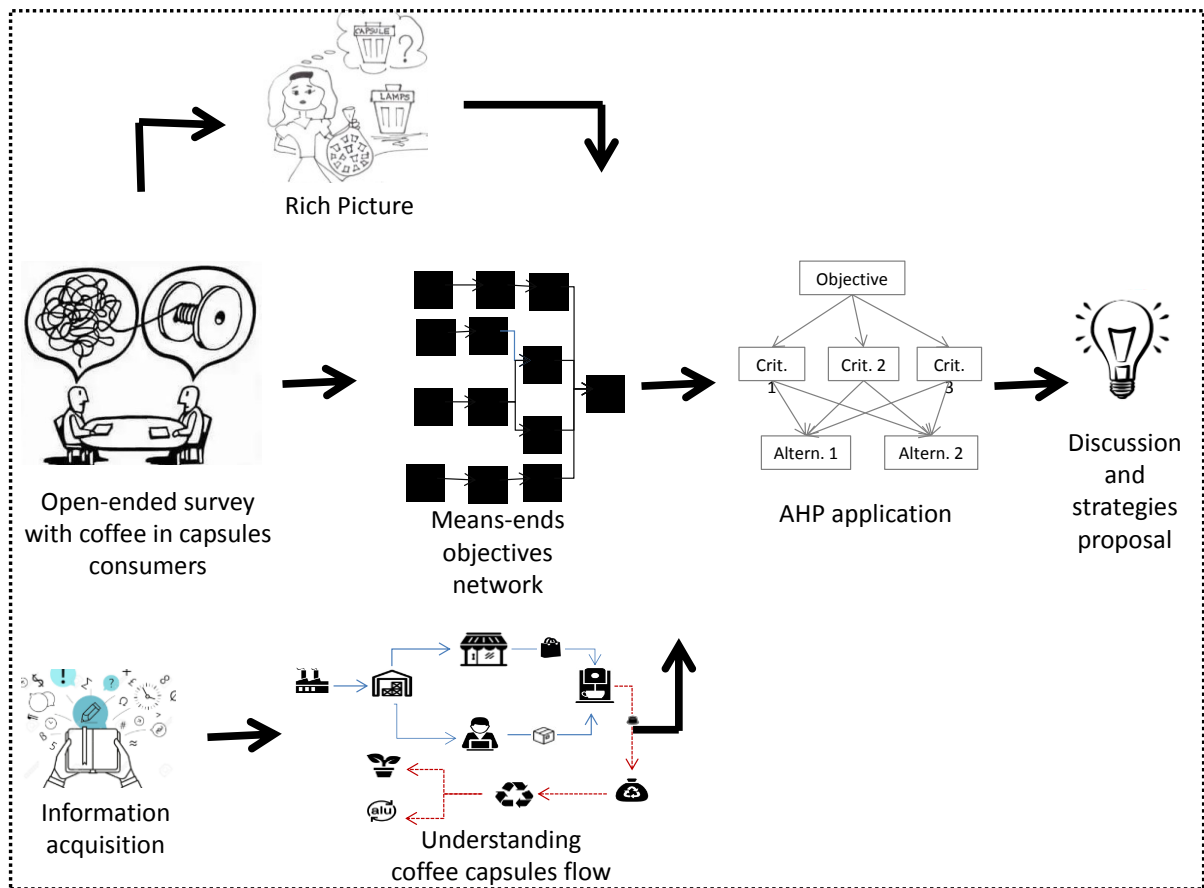 CAPSULE
?
LAMPS
Rich Picture
Objective
Crit.
1
Crit. 2
Crit.
3
Altern. 1
Altern. 2
Open-ended survey
with coffee in capsules
consumers
Means-ends
objectives
network
AHP application
Discussion
and
strategies
proposal
!
?
Information
acquisition
alu
Understanding
coffee capsules flow